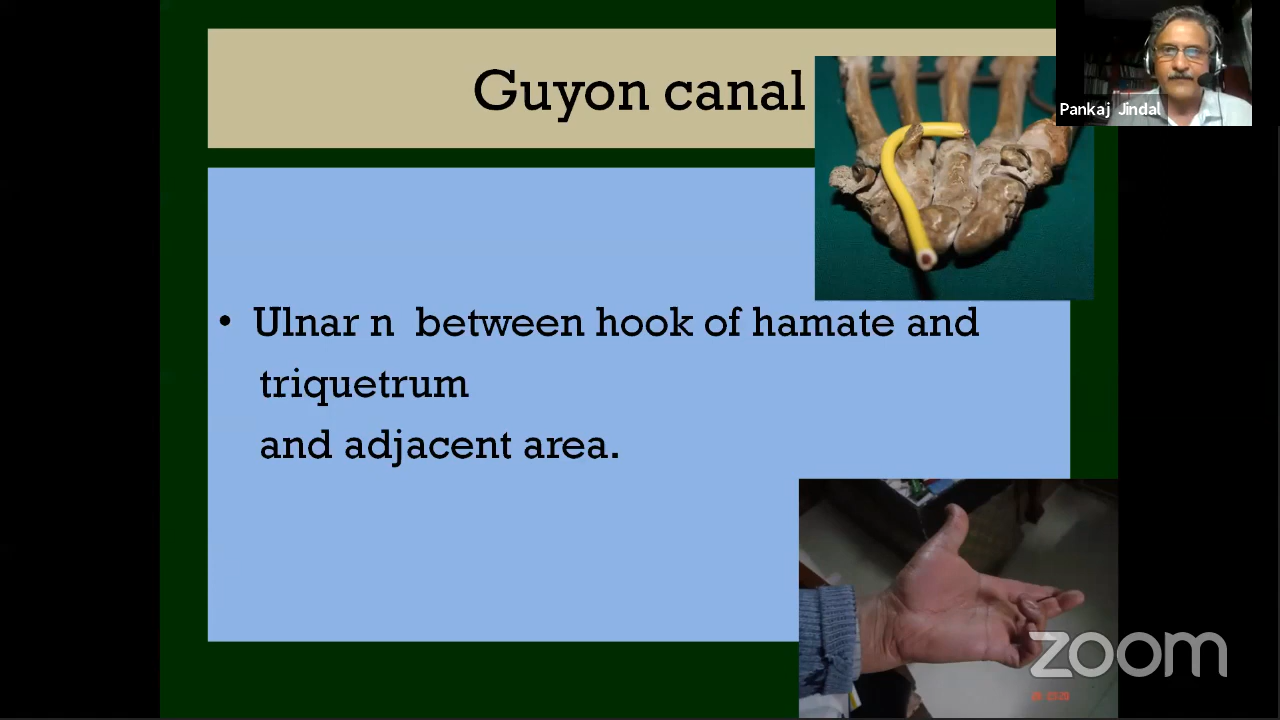 Guyon canal
Pankaj Jindal
• Ulnar n between hook of hamate and
triquetrum
and adjacent area.
zoom